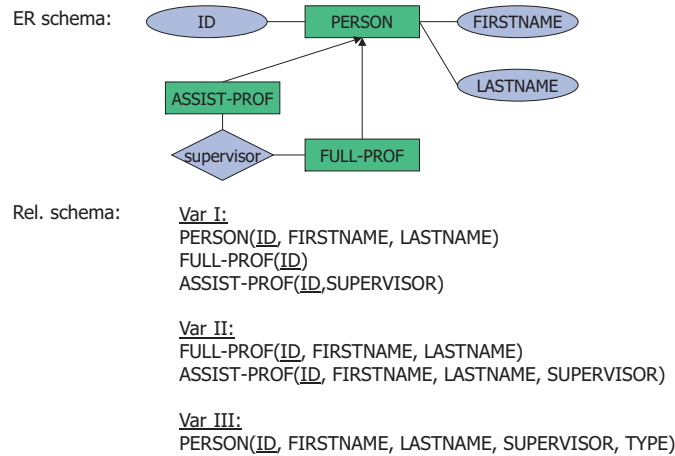 ER schema:
ID
PERSON
FIRSTNAME
LASTNAME
ASSIST-PROF
supervisor
FULL-PROF
Rel. schema:
Var I:
PERSON(ID, FIRSTNAME, LASTNAME)
FULL-PROF(ID)
ASSIST-PROF(ID,SUPERVISOR)
Var II:
FULL-PROF(ID, FIRSTNAME, LASTNAME)
ASSIST-PROF(ID, FIRSTNAME, LASTNAME, SUPERVISOR)
Var III:
PERSON(ID, FIRSTNAME, LASTNAME, SUPERVISOR, TYPE)